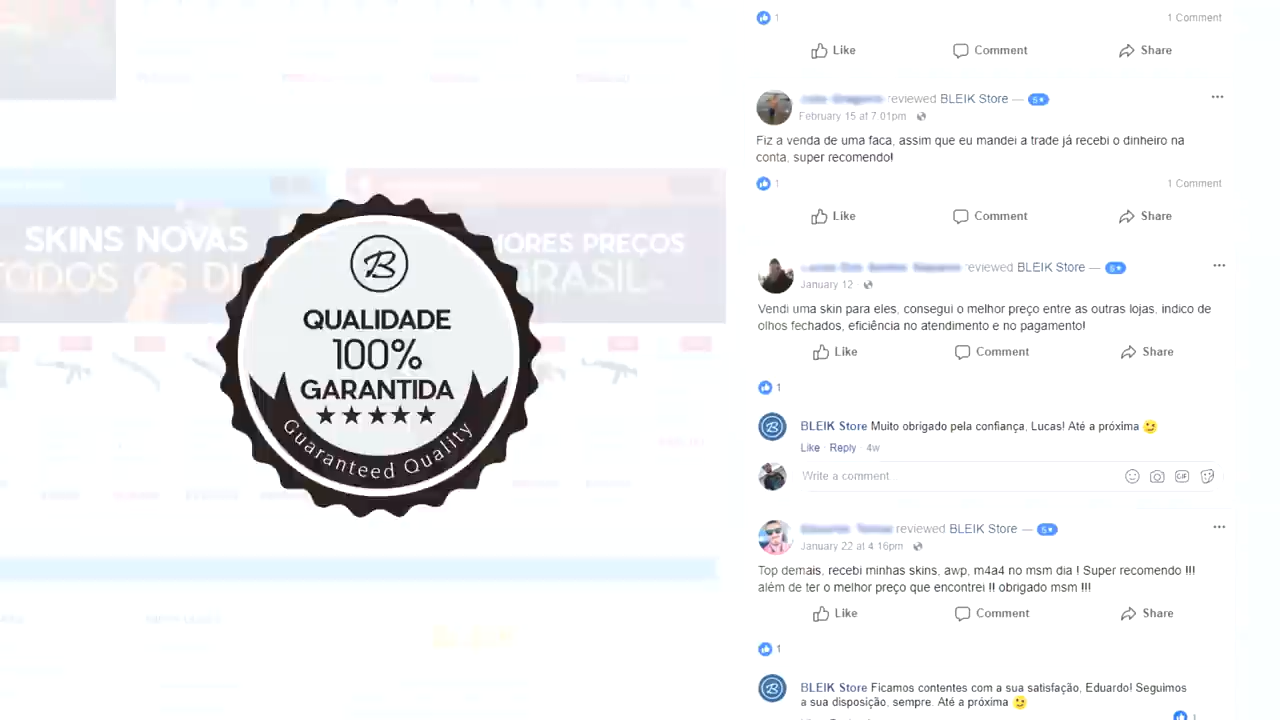 SKINS NOVAS
TODOS OS DI
HORES PREÇOS
BRASIL
B
QUALIDADE
100%
GARANTIDA
Guaranteed Quality
1
1 Comment
Like
Comment
Share
reviewed BLEIK Store — 5★
February 15 at 7:01pm
Fiz a venda de uma faca, assim que eu mandei a trade já recebi o dinheiro na
conta, super recomendo!
1
1 Comment
Like
Comment
Share
reviewed BLEIK Store — 5★
January 12
Vendi uma skin para eles, consegui o melhor preço entre as outras lojas, indico de
olhos fechados, eficiência no atendimento e no pagamento!
Like
Comment
Share
1
BLEIK Store Muito obrigado pela confiança, Lucas! Até a próxima 😉
Like · Reply · 4w
Write a comment...
GIF
reviewed BLEIK Store — 5★
January 22 at 4:16pm
Top demais, recebi minhas skins, awp, m4a4 no msm dia ! Super recomendo !!!
além de ter o melhor preço que encontrei !! obrigado msm !!!
Like
Comment
Share
1
BLEIK Store Ficamos contentes com a sua satisfação, Eduardo! Seguimos
a sua disposição, sempre. Até a próxima 😉
1